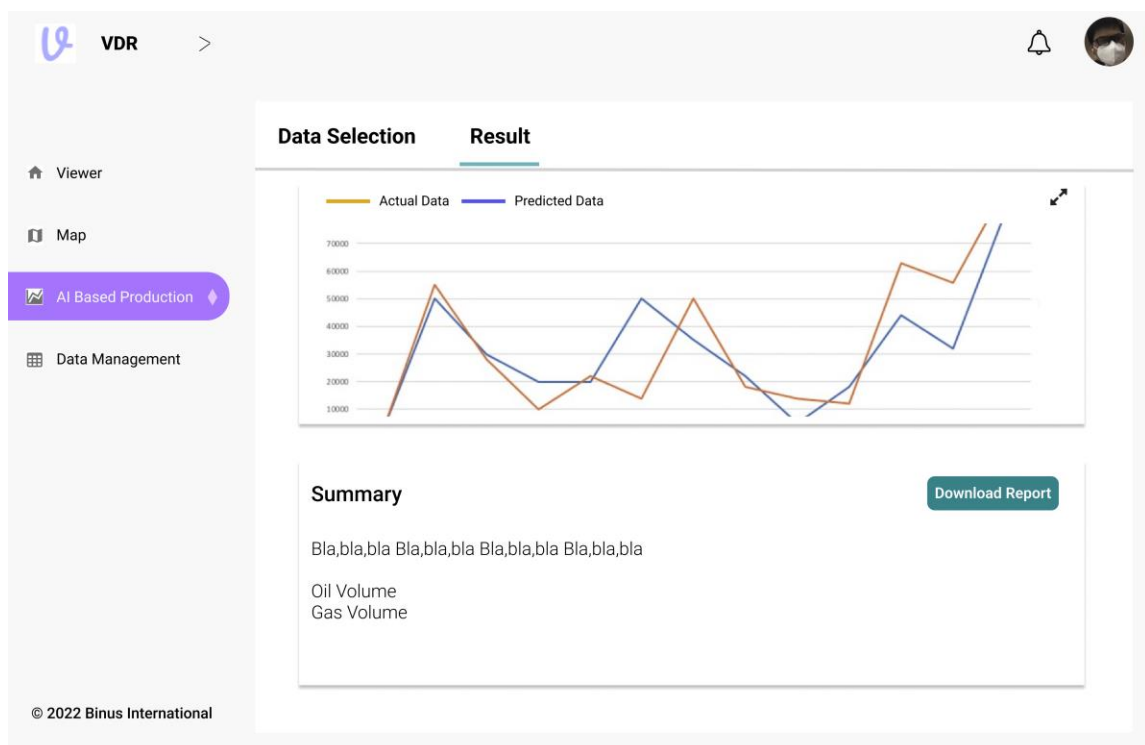 VDR >
Data Selection Result
Viewer
Map
AI Based Production
Data Management
Actual Data Predicted Data
70000
60000
50000
40000
30000
20000
10000
Summary
Download Report
Bla,bla,bla Bla,bla,bla Bla,bla,bla Bla,bla,bla
Oil Volume
Gas Volume
© 2022 Binus International